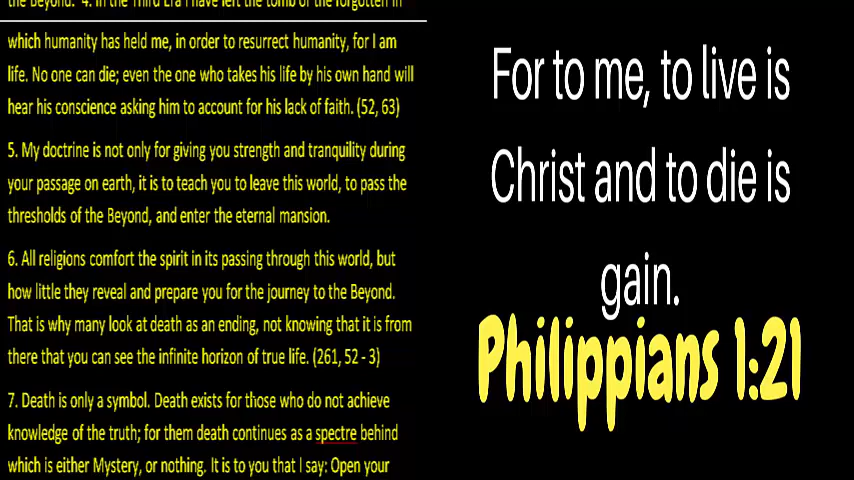 the Beyond. 4. In the Third Era I have left the tomb of the forgotten in
which humanity has held me, in order to resurrect humanity, for I am
life. No one can die; even the one who takes his life by his own hand will
hear his conscience asking him to account for his lack of faith. (52, 63)
5. My doctrine is not only for giving you strength and tranquility during
your passage on earth, it is to teach you to leave this world, to pass the
thresholds of the Beyond, and enter the eternal mansion.
6. All religions comfort the spirit in its passing through this world, but
how little they reveal and prepare you for the journey to the Beyond.
That is why many look at death as an ending, not knowing that it is from
there that you can see the infinite horizon of true life. (261, 52 - 3)
7. Death is only a symbol. Death exists for those who do not achieve
knowledge of the truth; for them death continues as a spectre behind
which is either Mystery, or nothing. It is to you that I say: Open your
For to me, to live is
Christ and to die is
gain.
Philippians 1:21